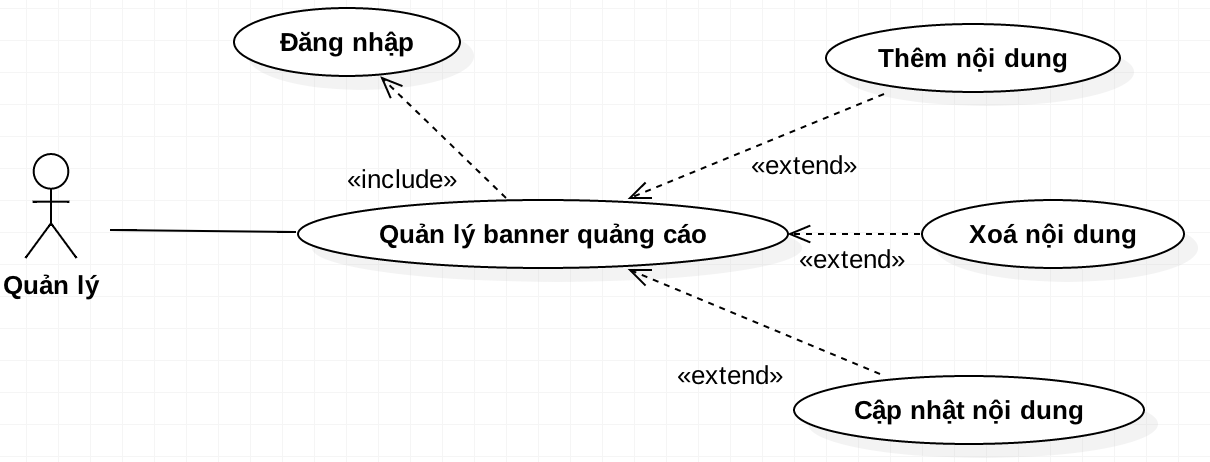 Đăng nhập
Thêm nội dung
«extend»
«include»
Quản lý banner quảng cáo
Xoá nội dung
«extend»
Quản lý
«extend»
Cập nhật nội dung